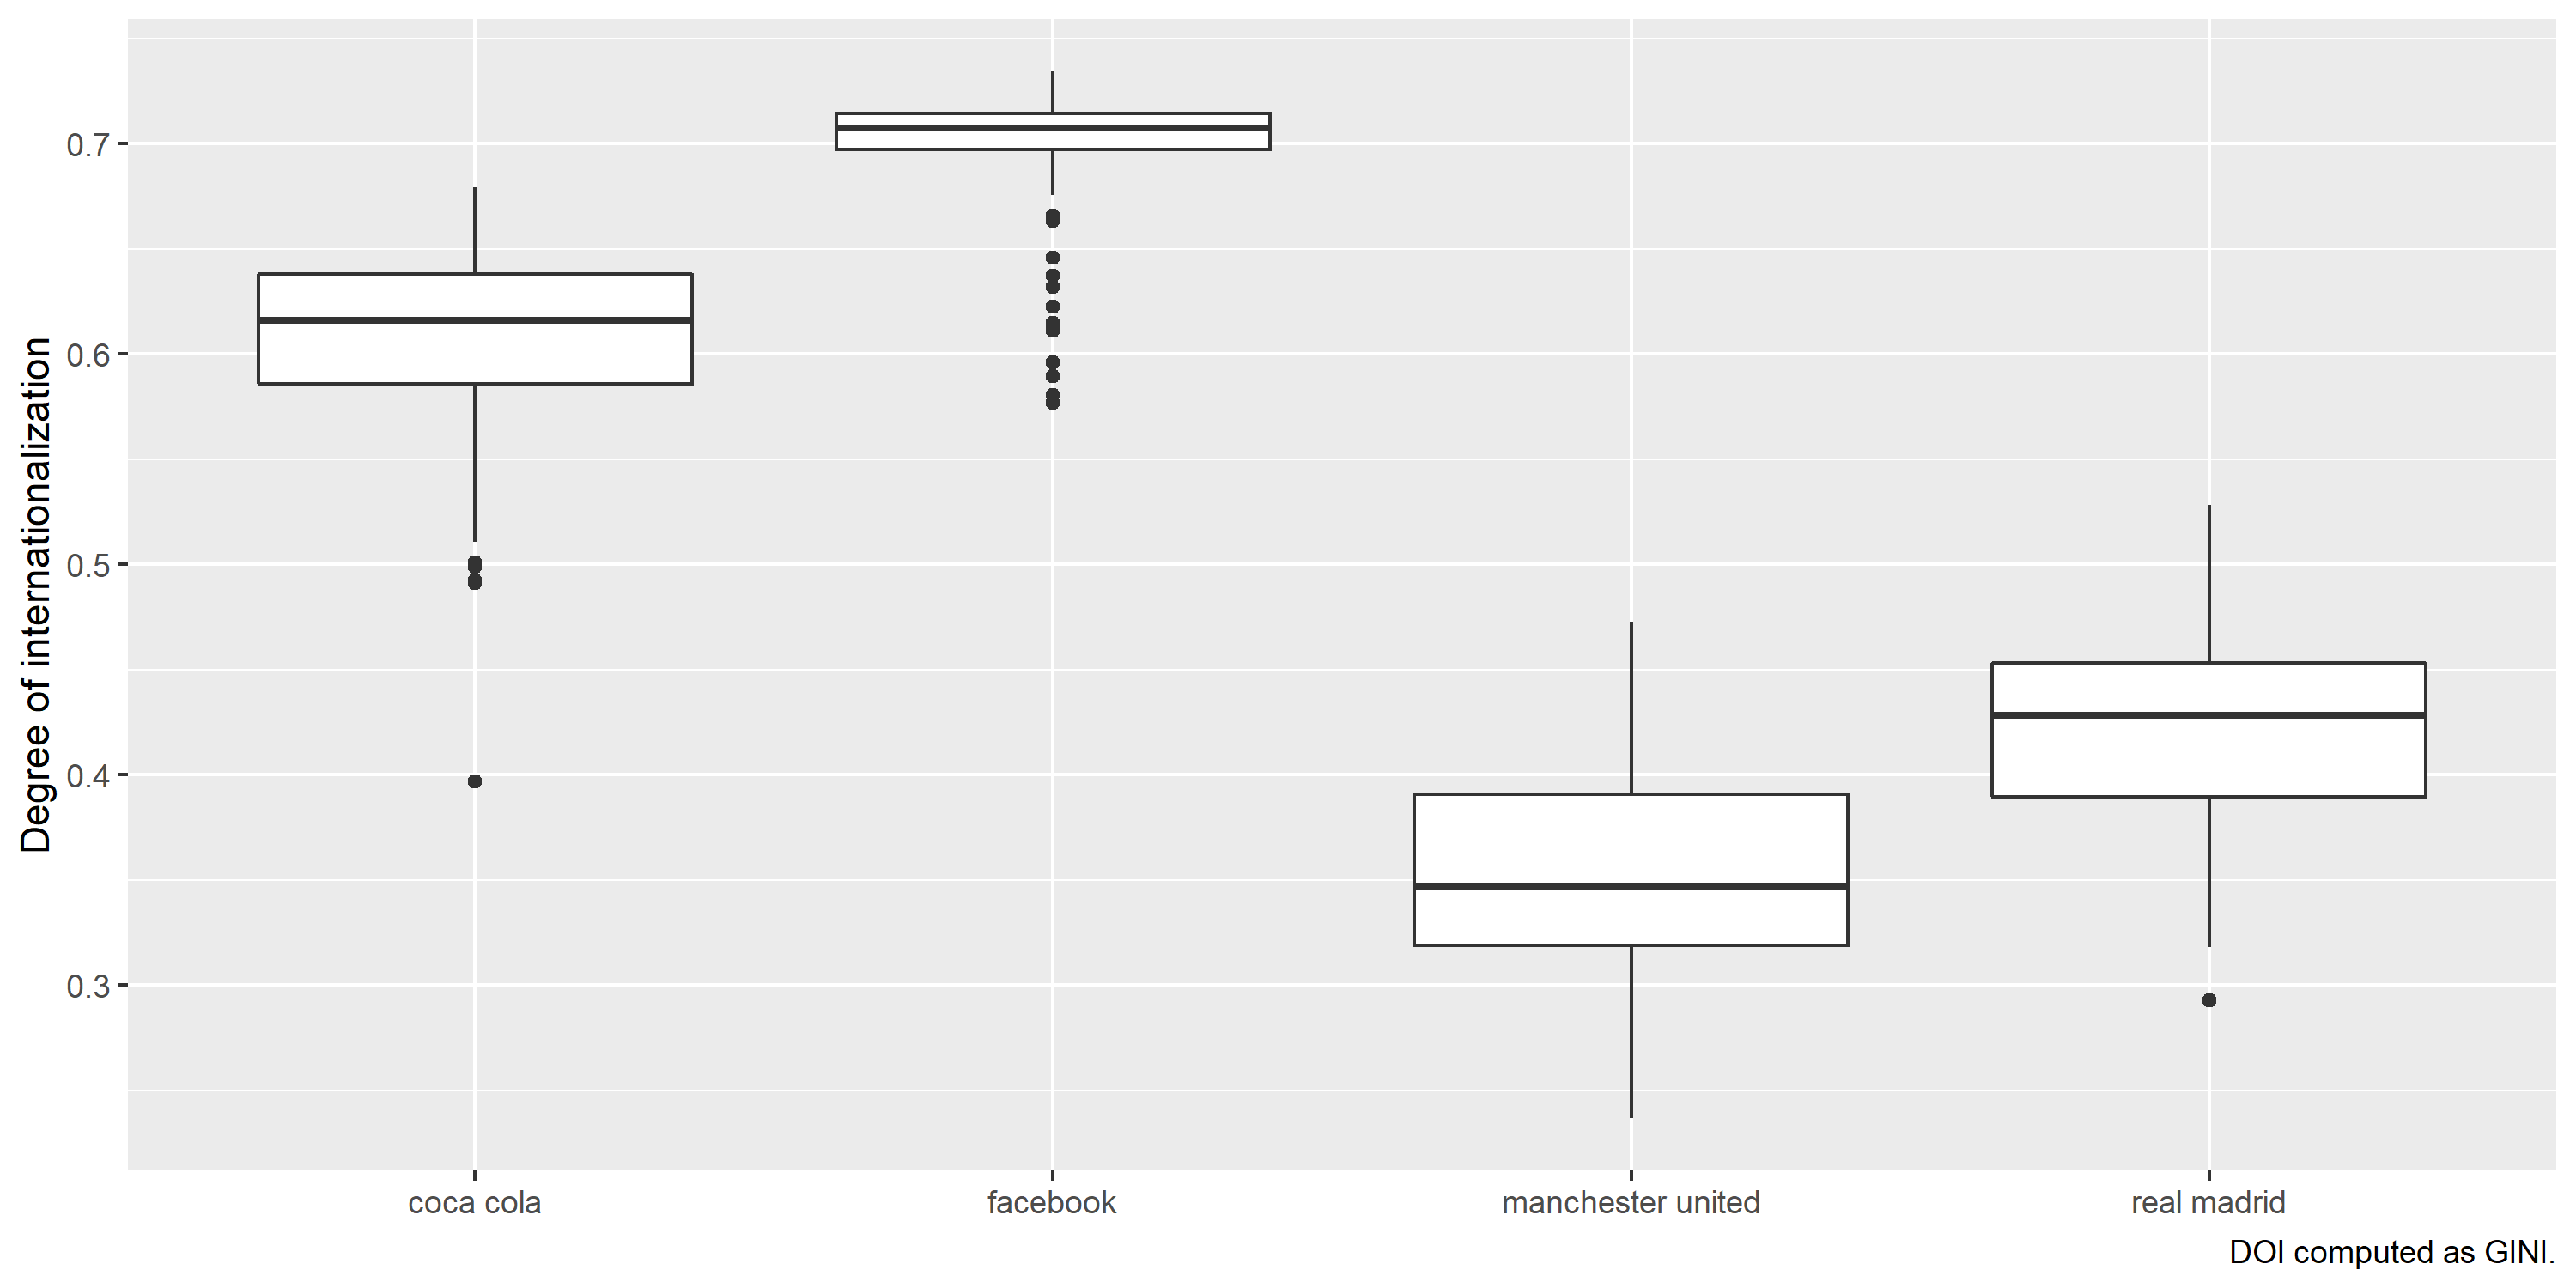 Degree of internationalization
0.7
0.6
0.5
0.4
0.3
coca cola
facebook
manchester united
real madrid
DOI computed as GINI.